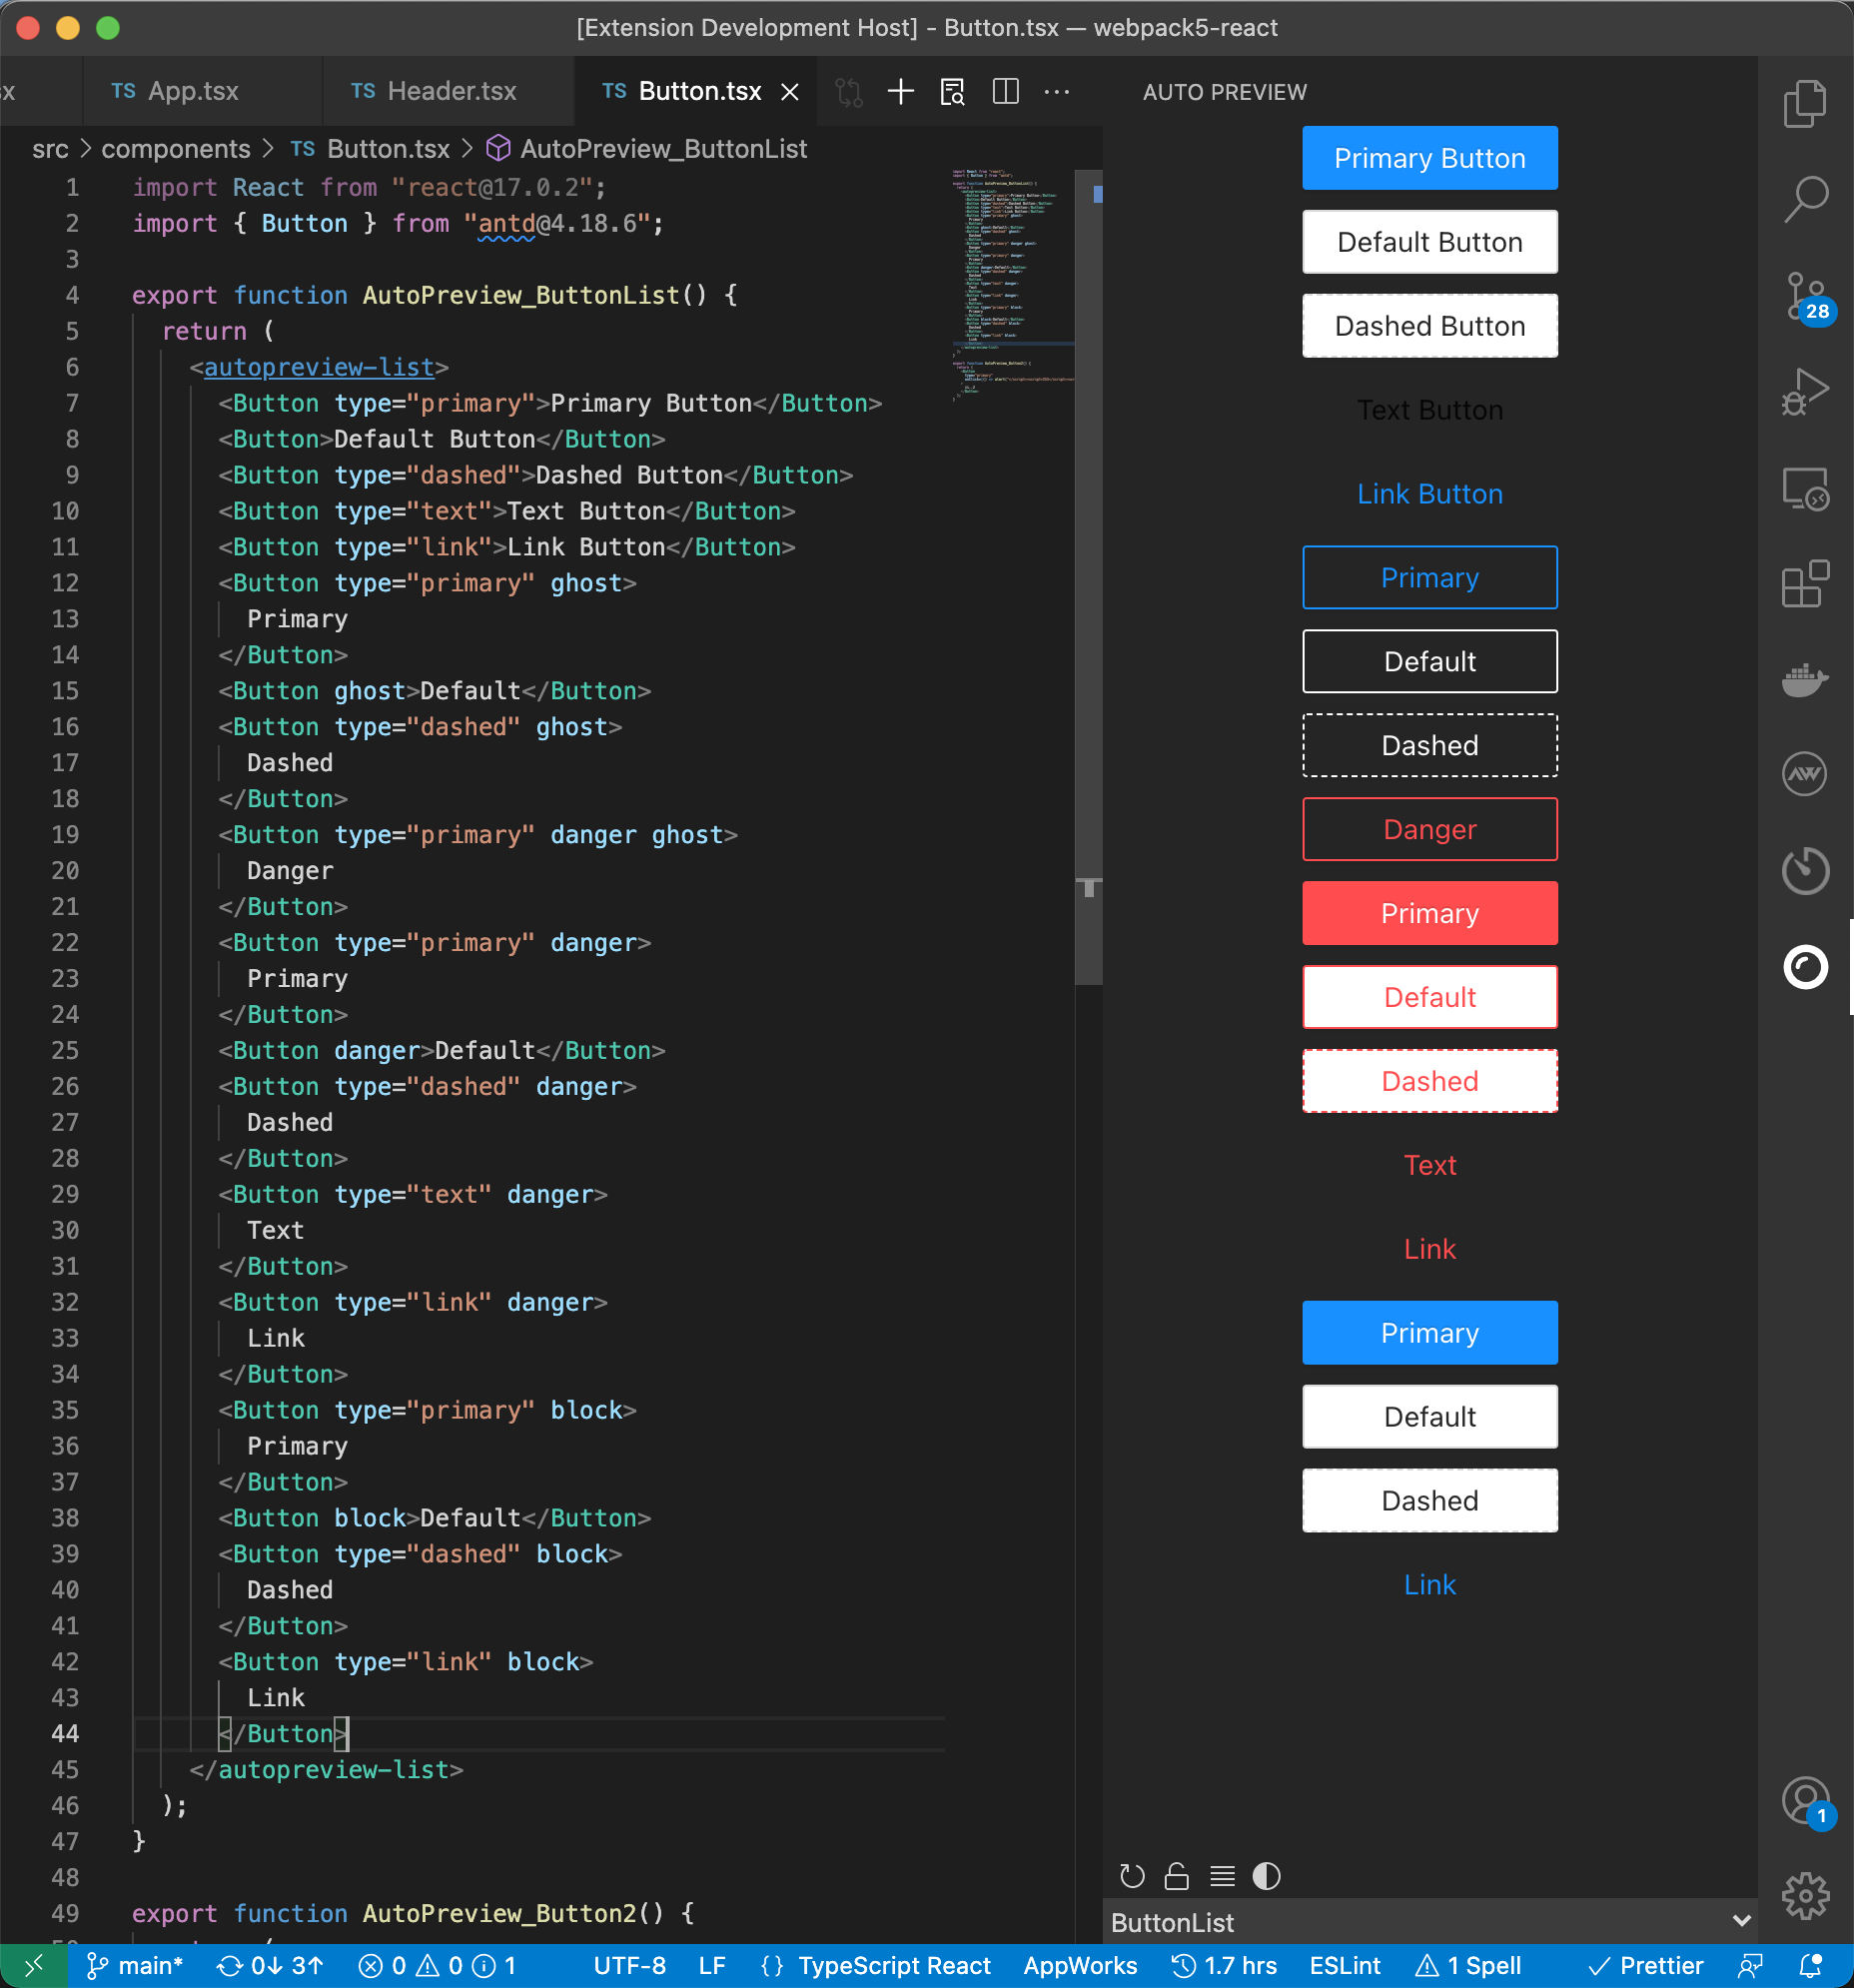 [Extension Development Host] - Button.tsx — webpack5-react
sx TS App.tsx TS Header.tsx TS Button.tsx
src > components > TS Button.tsx > AutoPreview_ButtonList
1 import React from "react@17.0.2";
2 import { Button } from "antd@4.18.6";
3
4 export function AutoPreview_ButtonList() {
5 return (
6 <autopreview-list>
7 <Button type="primary">Primary Button</Button>
8 <Button>Default Button</Button>
9 <Button type="dashed">Dashed Button</Button>
10 <Button type="text">Text Button</Button>
11 <Button type="link">Link Button</Button>
12 <Button type="primary" ghost>
13 Primary
14 </Button>
15 <Button ghost>Default</Button>
16 <Button type="dashed" ghost>
17 Dashed
18 </Button>
19 <Button type="primary" danger ghost>
20 Danger
21 </Button>
22 <Button type="primary" danger>
23 Primary
24 </Button>
25 <Button danger>Default</Button>
26 <Button type="dashed" danger>
27 Dashed
28 </Button>
29 <Button type="text" danger>
30 Text
31 </Button>
32 <Button type="link" danger>
33 Link
34 </Button>
35 <Button type="primary" block>
36 Primary
37 </Button>
38 <Button block>Default</Button>
39 <Button type="dashed" block>
40 Dashed
41 </Button>
42 <Button type="link" block>
43 Link
44 </Button>
45 </autopreview-list>
46 );
47 }
48
49 export function AutoPreview_Button2() {
AUTO PREVIEW
Primary Button
Default Button
Dashed Button
Text Button
Link Button
Primary
Default
Dashed
Danger
Primary
Default
Dashed
Text
Link
Primary
Default
Dashed
Link
ButtonList
28
1
main* 0↓ 3↑ 0 0 1 UTF-8 LF {} TypeScript React AppWorks 1.7 hrs ESLint 1 Spell Prettier